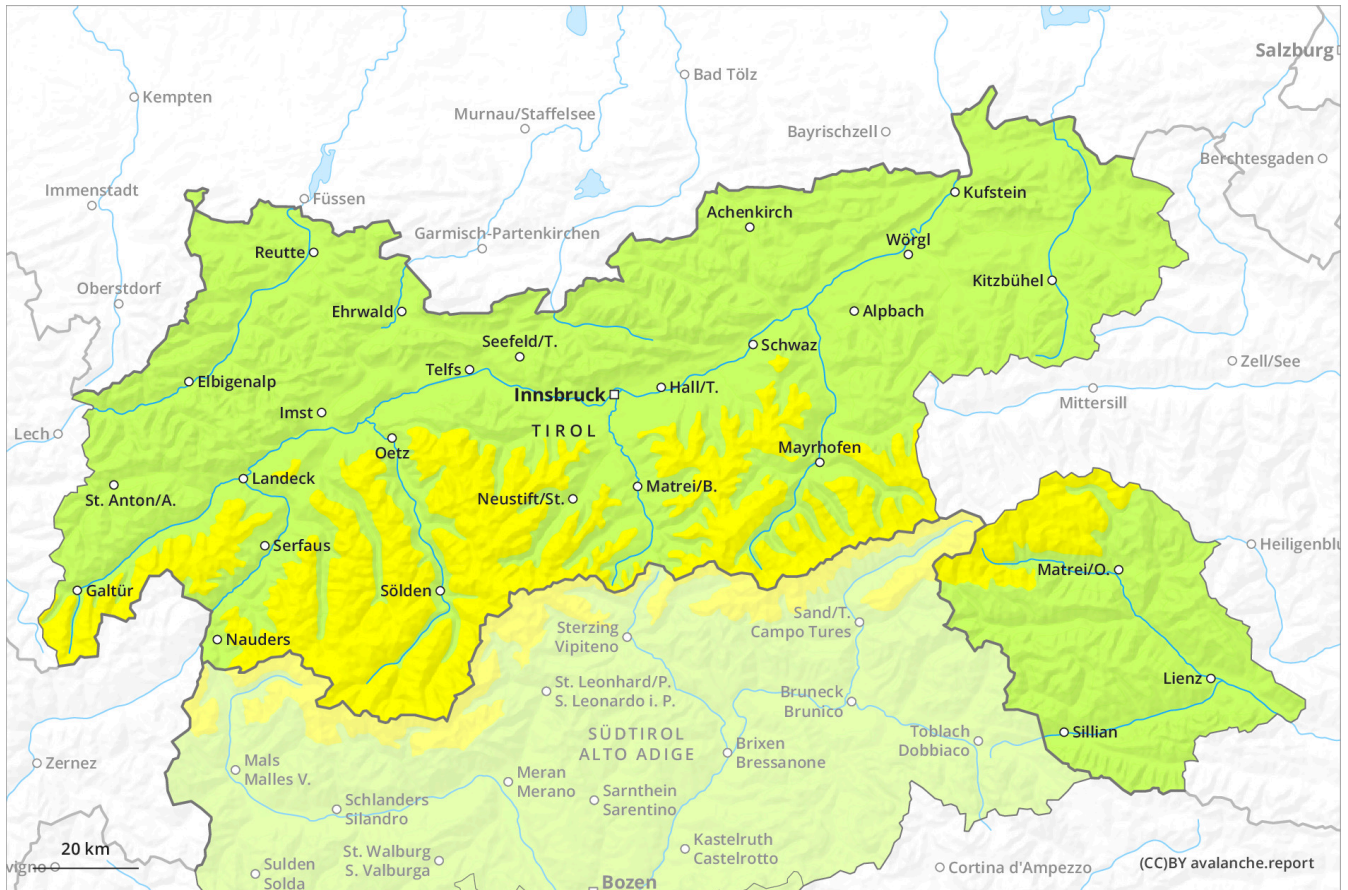 Salzburg
Bad Tölz
Kempten
Murnau/Staffelsee
Bayrischzell
Berchtesgaden
Immenstadt
Füssen
Kufstein
Achenkirch
Garmisch-Partenkirchen
Wörgl
Reutte
Kitzbühel
Oberstdorf
Ehrwald
Alpbach
Seefeld/T.
Schwaz
Zell/See
Telfs
Elbigenalp
Hall/T.
Innsbruck
Mittersill
Imst
TIROL
Lech
Mayrhofen
Oetz
Landeck
Matrei/B.
St. Anton/A.
Neustift/St.
Serfaus
Heiligenblu
Matrei/O.
Galtür
Sölden
Sand/T.
Campo Tures
Sterzing
Vipiteno
Nauders
Lienz
St. Leonhard/P.
S. Leonardo i. P.
Bruneck
Brunico
Sillian
SÜDTIROL
ALTO ADIGE
Toblach
Dobbiaco
Brixen
Bressanone
Zernez
Mals
Malles V.
Meran
Merano
Sarnthein
Sarentino
Schlanders
Silandro
Kastelruth
Castelrotto
20 km
St. Walburg
S. Valburga
vigno
Sulden
Solda
Cortina d'Ampezzo
(CC)BY avalanche.report
Bozen